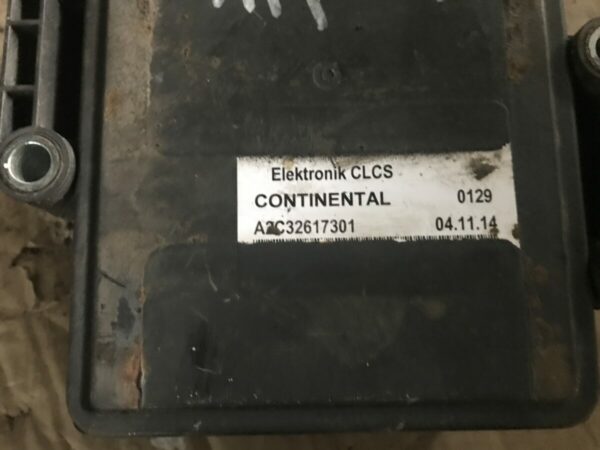 Elektronik CLCS
CONTINENTAL 0129
A2C32617301 04.11.14